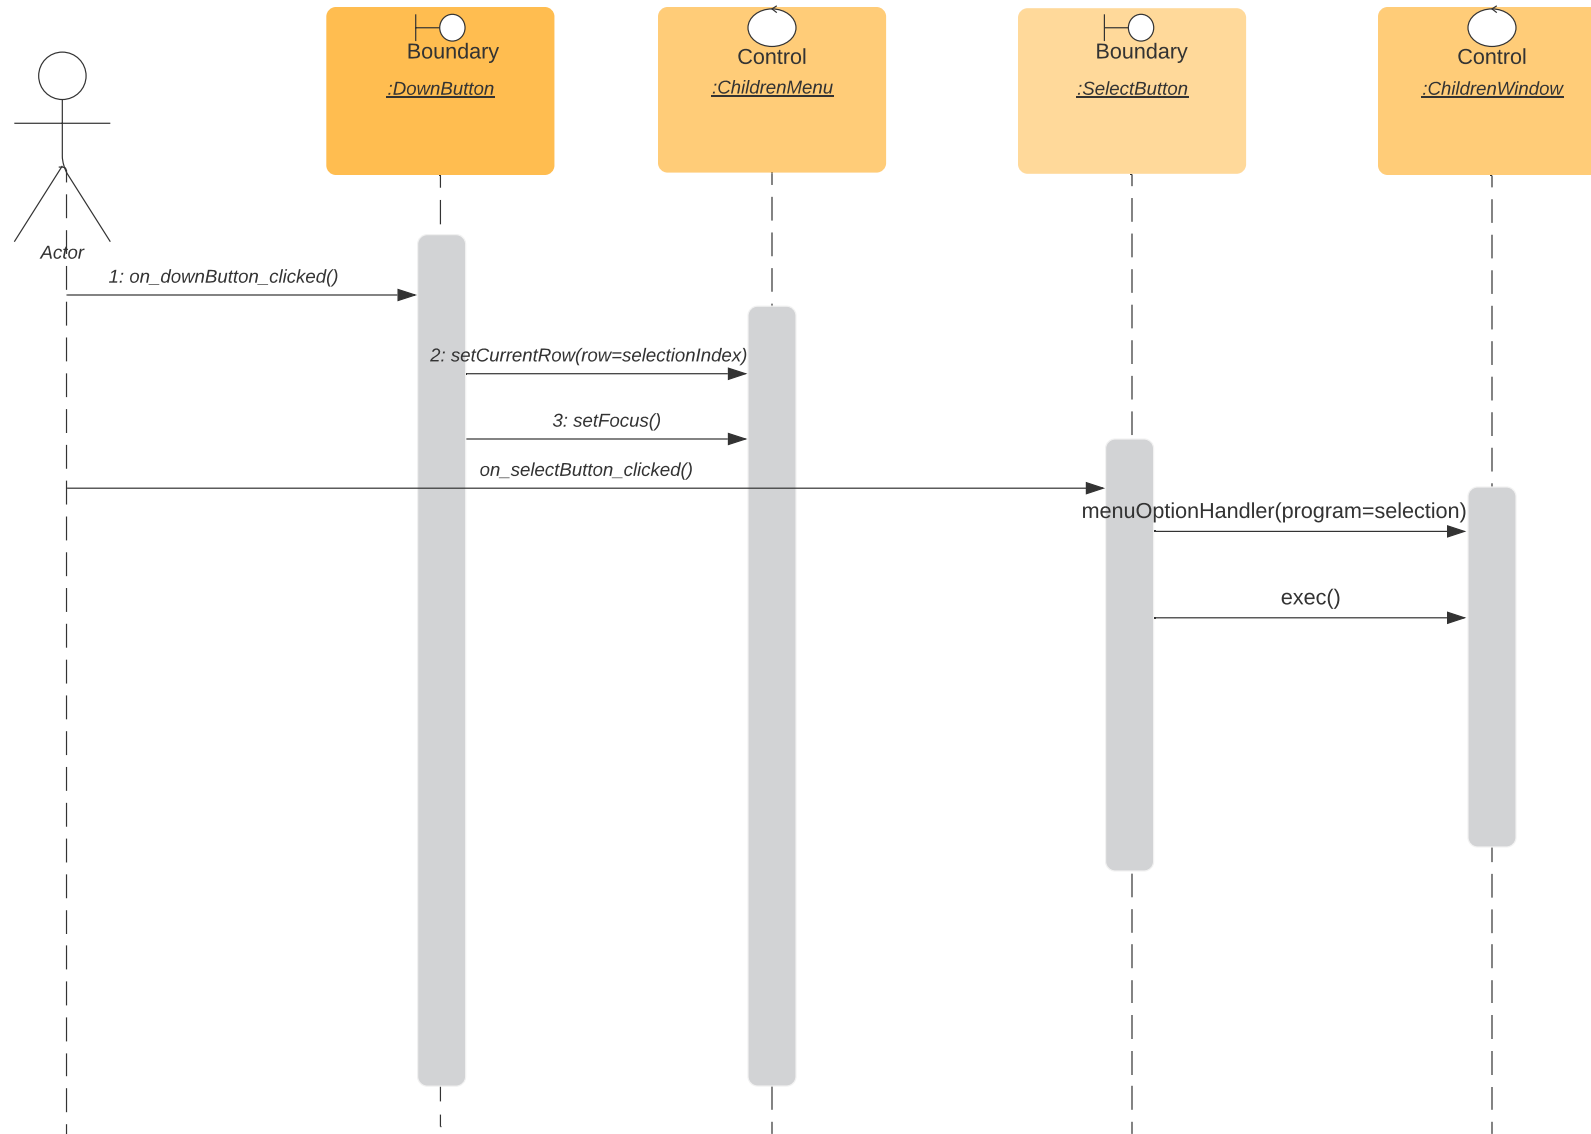 Boundary
:DownButton
Control
:ChildrenMenu
Boundary
:SelectButton
Control
:ChildrenWindow
Actor
1: on_downButton_clicked()
2: setCurrentRow(row=selectionIndex)
3: setFocus()
on_selectButton_clicked()
menuOptionHandler(program=selection)
exec()